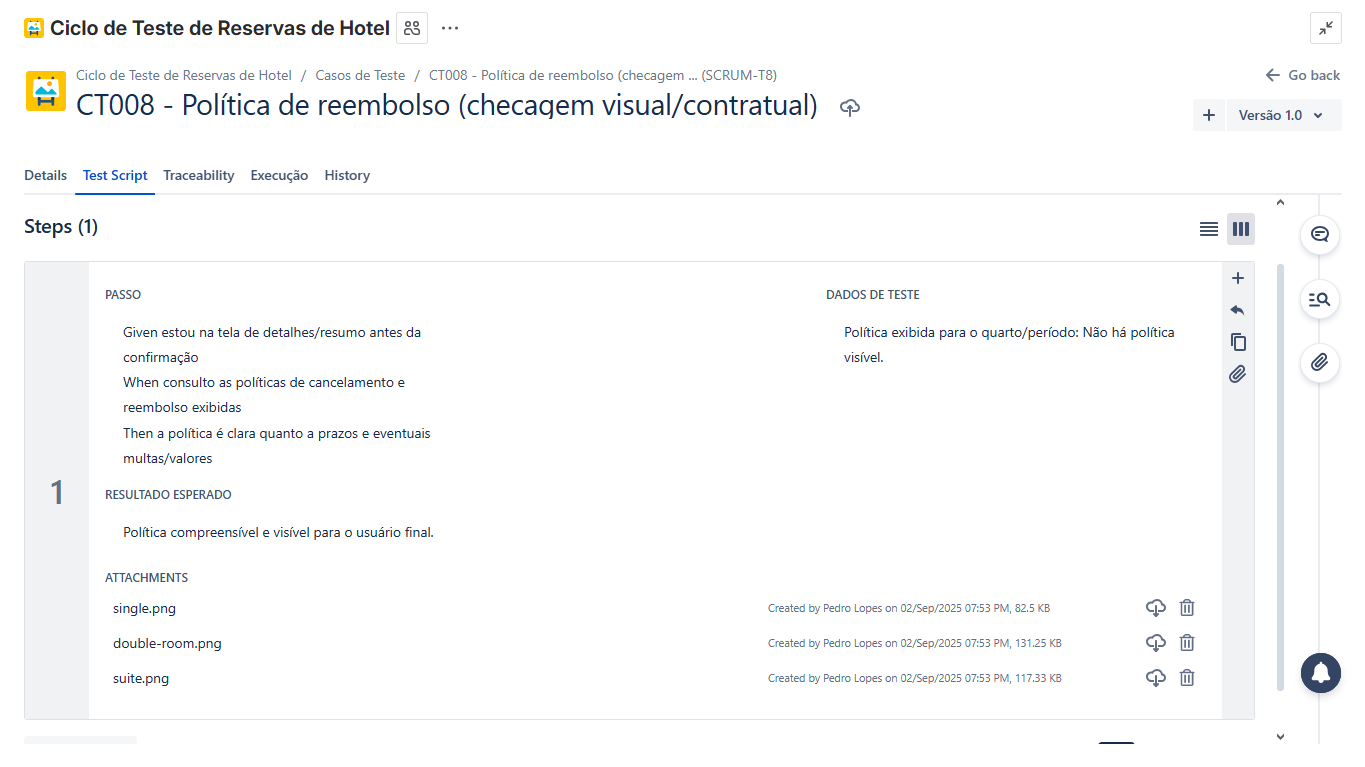 Ciclo de Teste de Reservas de Hotel
Ciclo de Teste de Reservas de Hotel / Casos de Teste / CT008 - Política de reembolso (checagem ... (SCRUM-T8)
Go back
CT008 - Política de reembolso (checagem visual/contratual)
Versão 1.0
Details Test Script Traceability Execução History
Steps (1)
1
PASSO
Given estou na tela de detalhes/resumo antes da
confirmação
When consulto as políticas de cancelamento e
reembolso exibidas
Then a política é clara quanto a prazos e eventuais
multas/valores
DADOS DE TESTE
Política exibida para o quarto/período: Não há política
visível.
RESULTADO ESPERADO
Política compreensível e visível para o usuário final.
ATTACHMENTS
single.png Created by Pedro Lopes on 02/Sep/2025 07:53 PM, 82.5 KB
double-room.png Created by Pedro Lopes on 02/Sep/2025 07:53 PM, 131.25 KB
suite.png Created by Pedro Lopes on 02/Sep/2025 07:53 PM, 117.33 KB